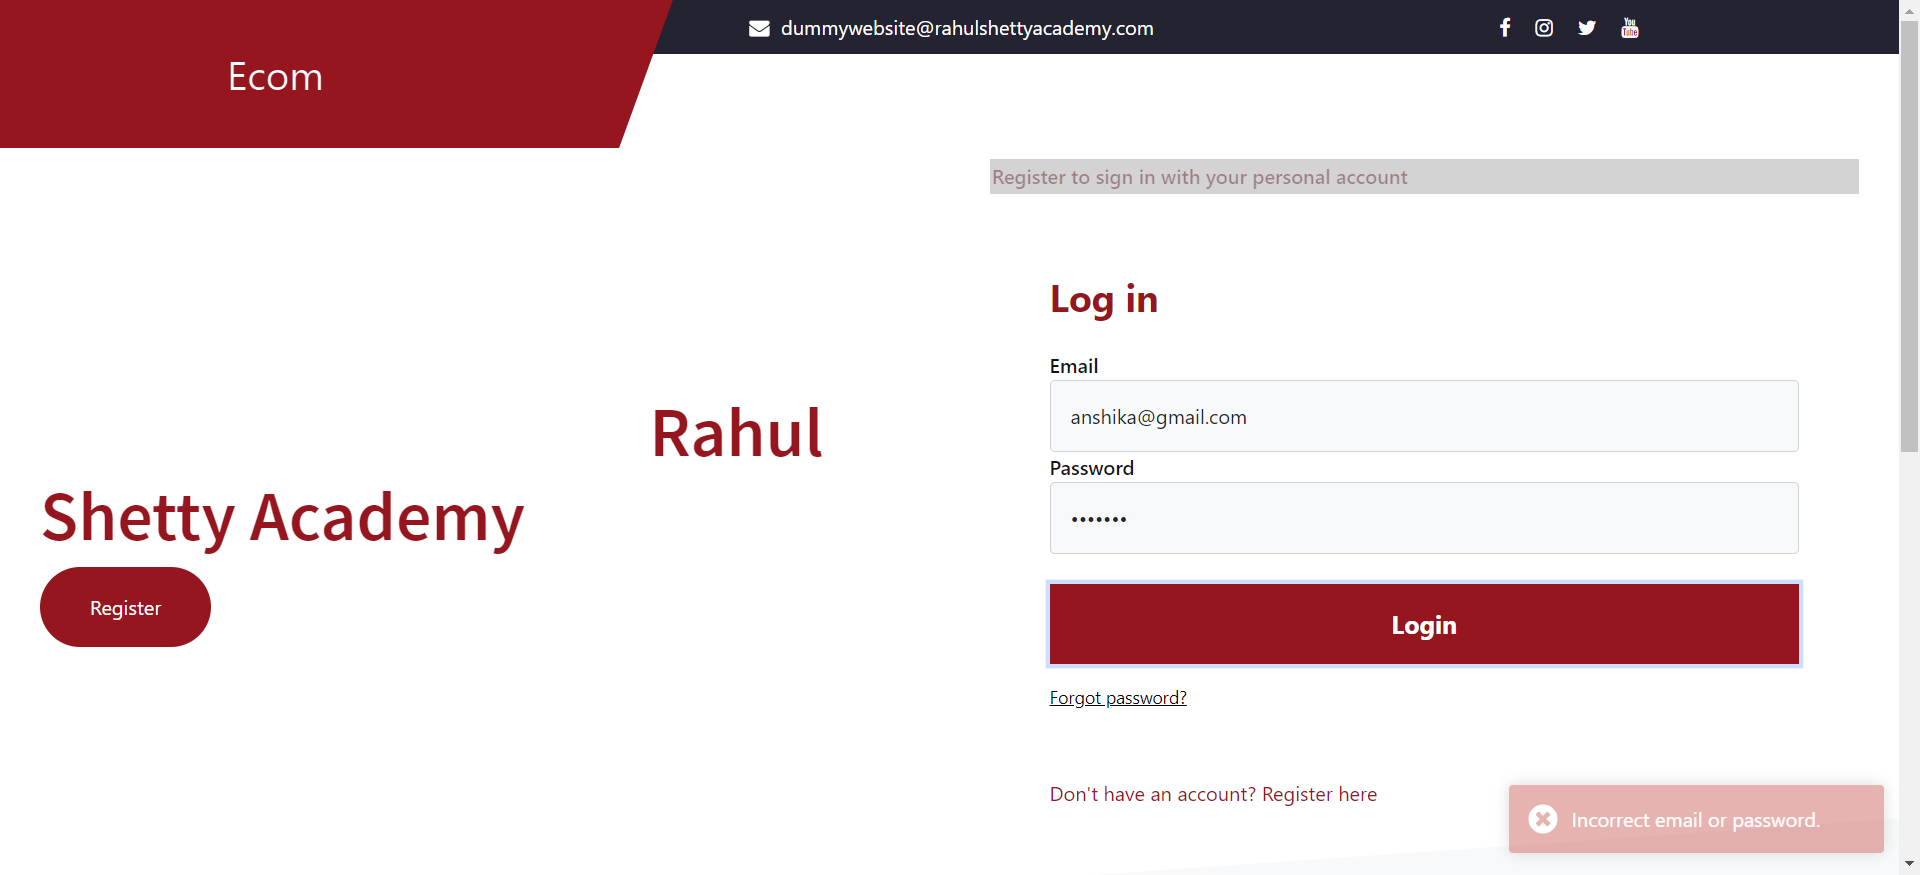 Ecom
dummywebsite@rahulshettyacademy.com
Register to sign in with your personal account
Rahul
Shetty Academy
Register
Log in
Email
anshika@gmail.com
Password
•••••••
Login
Forgot password?
Don't have an account? Register here
Incorrect email or password.